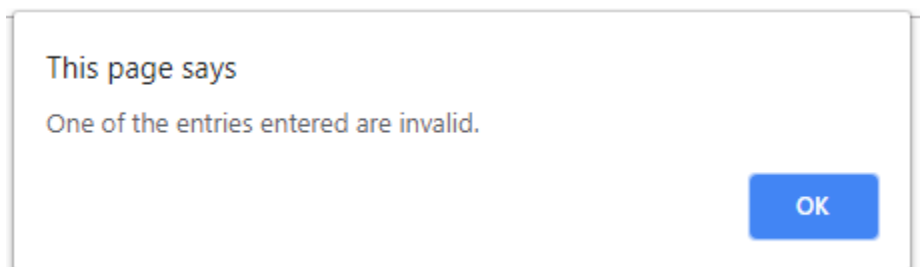 This page says
One of the entries entered are invalid.
OK